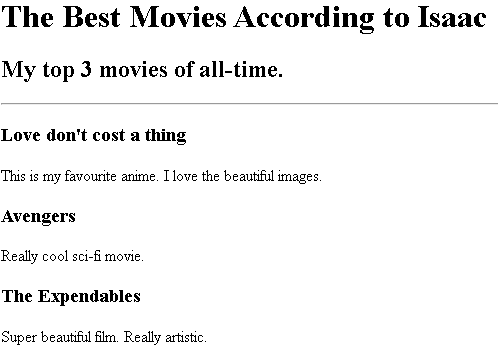 The Best Movies According to Isaac
My top 3 movies of all-time.
Love don't cost a thing
This is my favourite anime. I love the beautiful images.
Avengers
Really cool sci-fi movie.
The Expendables
Super beautiful film. Really artistic.